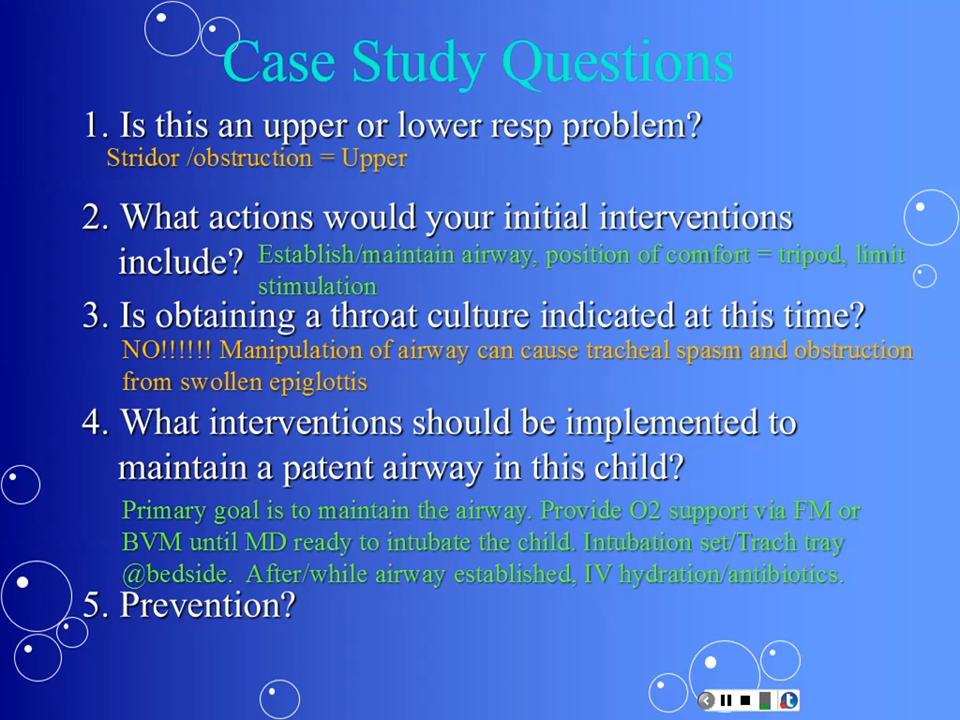 Case Study Questions
1. Is this an upper or lower resp problem?
Stridor /obstruction = Upper
2. What actions would your initial interventions
include?
Establish/maintain airway, position of comfort = tripod, limit
stimulation
3. Is obtaining a throat culture indicated at this time?
NO!!!!!! Manipulation of airway can cause tracheal spasm and obstruction
from swollen epiglottis
4. What interventions should be implemented to
maintain a patent airway in this child?
Primary goal is to maintain the airway. Provide O2 support via FM or
BVM until MD ready to intubate the child. Intubation set/Trach tray
@bedside. After/while airway established, IV hydration/antibiotics.
5. Prevention?
t